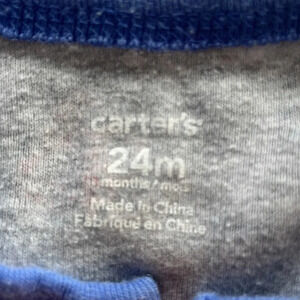 carter's
24m
months / mois
Made in China
Fabriqué en Chine